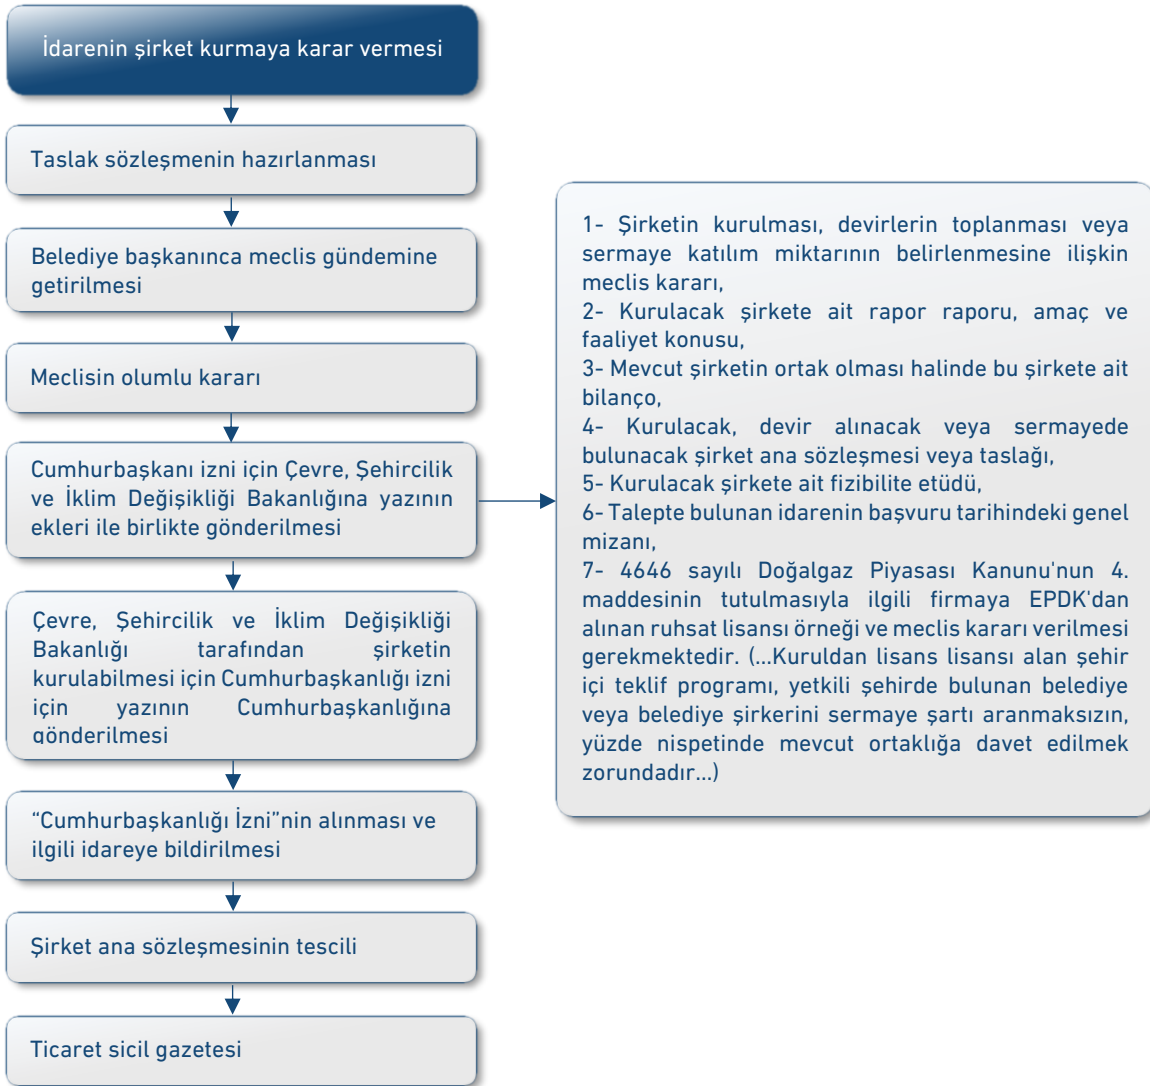 İdarenin şirket kurmaya karar vermesi
Taslak sözleşmenin hazırlanması
Belediye başkanınca meclis gündemine
getirilmesi
Meclisin olumlu kararı
Cumhurbaşkanı izni için Çevre, Şehircilik
ve İklim Değişikliği Bakanlığına yazının
ekleri ile birlikte gönderilmesi
1- Şirketin kurulması, devirlerin toplanması veya
sermaye katılım miktarının belirlenmesine ilişkin
meclis kararı,
2- Kurulacak şirkete ait rapor raporu, amaç ve
faaliyet konusu,
3- Mevcut şirketin ortak olması halinde bu şirkete ait
bilanço,
4- Kurulacak, devir alınacak veya sermayede
bulunacak şirket ana sözleşmesi veya taslağı,
5- Kurulacak şirkete ait fizibilite etüdü,
6- Talepte bulunan idarenin başvuru tarihindeki genel
mizanı,
7- 4646 sayılı Doğalgaz Piyasası Kanunu'nun 4.
maddesinin tutulmasıyla ilgili firmaya EPDK'dan
alınan ruhsat lisansı örneği ve meclis kararı verilmesi
gerekmektedir. (...Kuruldan lisans lisansı alan şehir
içi teklif programı, yetkili şehirde bulunan belediye
veya belediye şirkerini sermaye şartı aranmaksızın,
yüzde nispetinde mevcut ortaklığa davet edilmek
zorundadır...)
Çevre, Şehircilik ve İklim Değişikliği
Bakanlığı tarafından şirketin
kurulabilmesi için Cumhurbaşkanlığı izni
için yazının Cumhurbaşkanlığına
gönderilmesi
“Cumhurbaşkanlığı İzni”nin alınması ve
ilgili idareye bildirilmesi
Şirket ana sözleşmesinin tescili
Ticaret sicil gazetesi